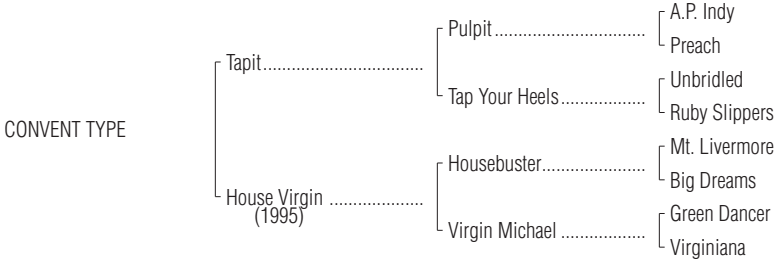 A.P. Indy
Pulpit
Preach
Tapit
Unbridled
Tap Your Heels
Ruby Slippers
CONVENT TYPE
Mt. Livermore
Housebuster
Big Dreams
House Virgin
(1995)
Green Dancer
Virgin Michael
Virginiana